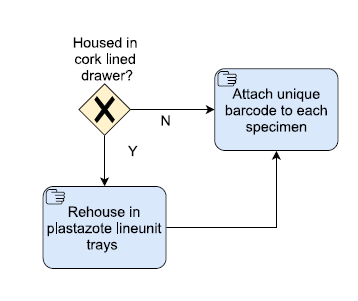 Housed in
cork lined
drawer?
N
Attach unique
barcode to each
specimen
Y
Rehouse in
plastazote lineunit
trays